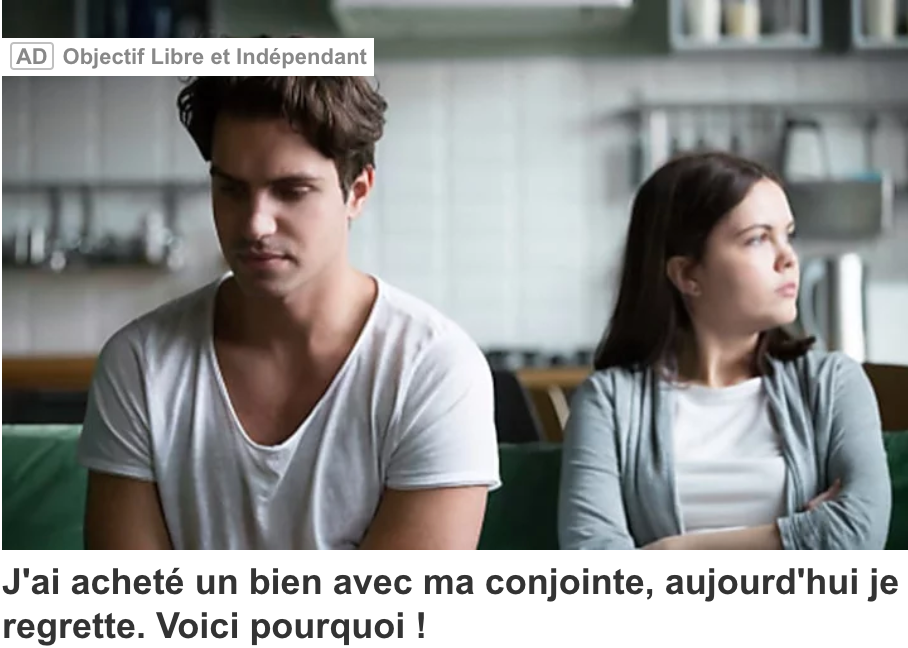 AD Objectif Libre et Indépendant
J'ai acheté un bien avec ma conjointe, aujourd'hui je
regrette. Voici pourquoi !